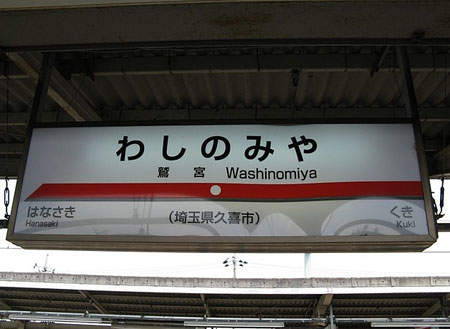 わしのみや
鷲宮 Washinomiya
はなさき
Hanasaki
(埼玉県久喜市)
くき
Kuki